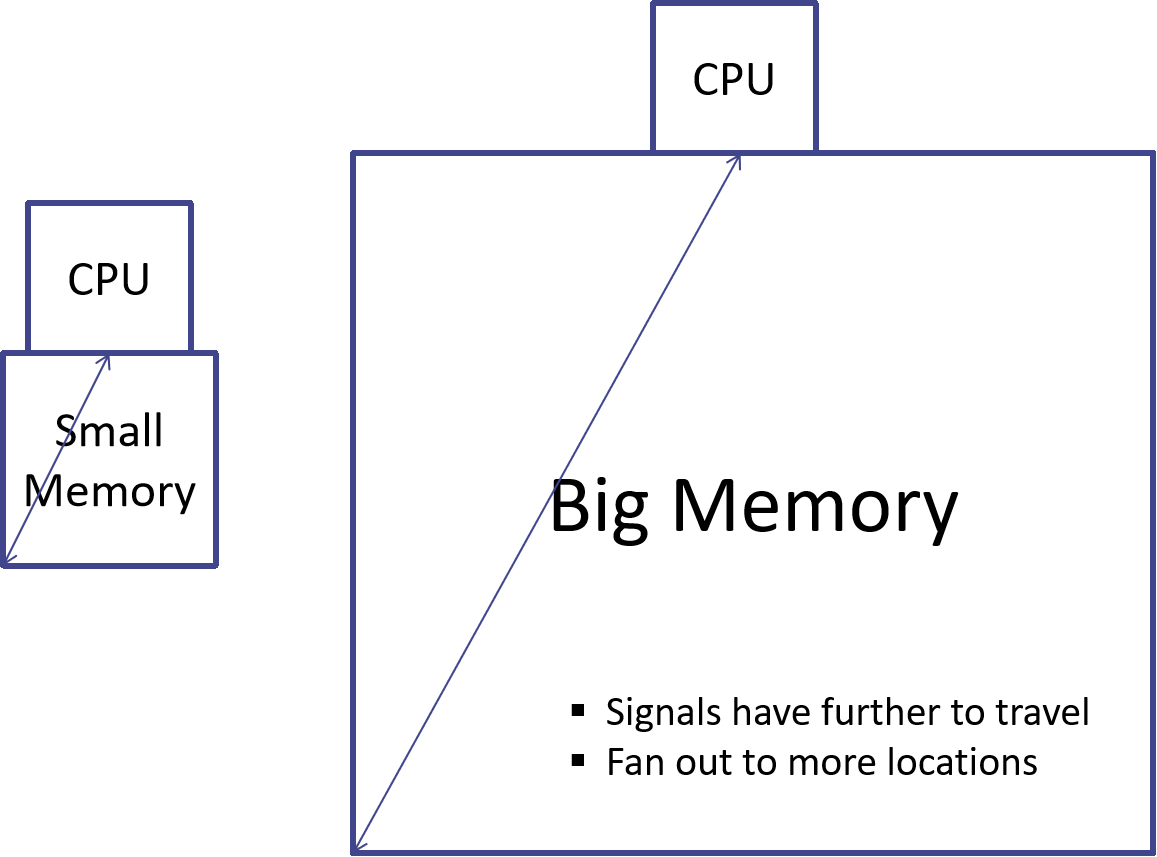 CPU
Small
Memory
CPU
Big Memory
▪ Signals have further to travel
▪ Fan out to more locations